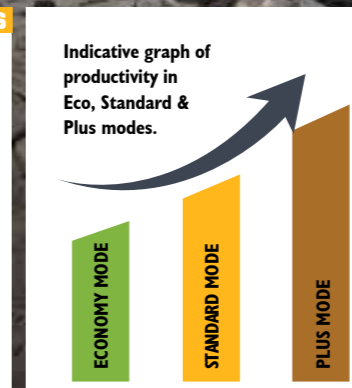 S
Indicative graph of
productivity in
Eco, Standard &
Plus modes.
ECONOMY MODE
STANDARD MODE
PLUS MODE